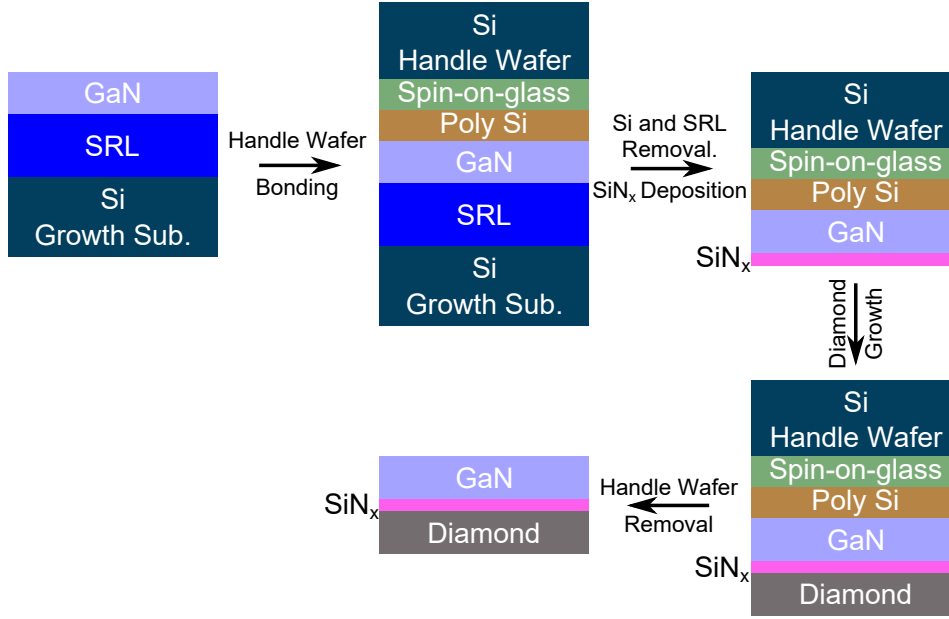 GaN
SRL
Si
Growth Sub.
Handle Wafer
Bonding
Si
Handle Wafer
Spin-on-glass
Poly Si
GaN
SRL
Si
Growth Sub.
Si and SRL
Removal.
SiNₓ Deposition
Si
Handle Wafer
Spin-on-glass
Poly Si
GaN
SiNₓ
Diamond
Growth
Si
Handle Wafer
Spin-on-glass
Poly Si
GaN
SiNₓ
Diamond
Handle Wafer
Removal
GaN
SiNₓ
Diamond